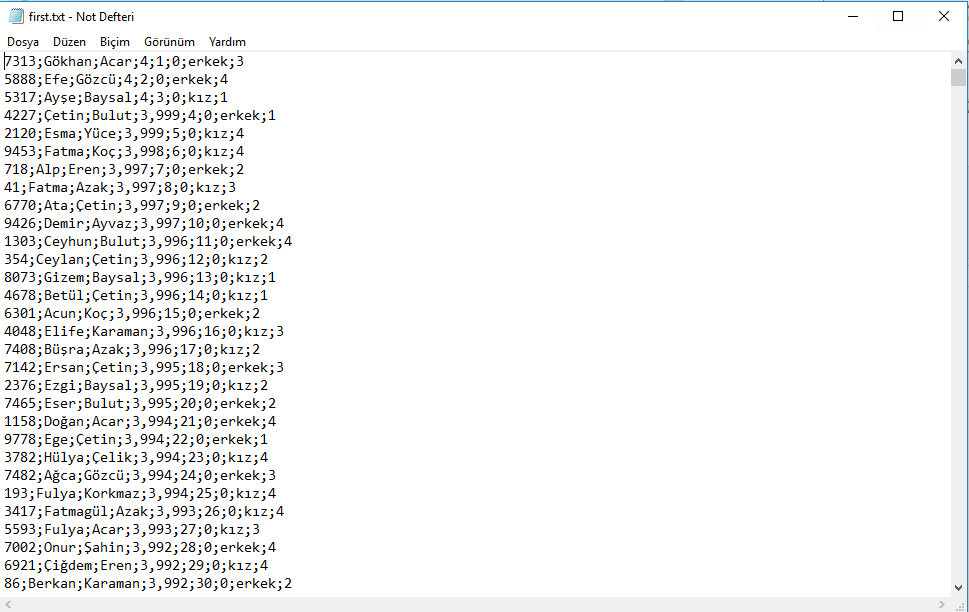 first.txt - Not Defteri
Dosya Düzen Biçim Görünüm Yardım
7313;Gökhan;Acar;4;1;0;erkek;3
5888;Efe;Gözcü;4;2;0;erkek;4
5317;Ayşe;Baysal;4;3;0;kız;1
4227;Çetin;Bulut;3,999;4;0;erkek;1
2120;Esma;Yüce;3,999;5;0;kız;4
9453;Fatma;Koç;3,998;6;0;kız;4
718;Alp;Eren;3,997;7;0;erkek;2
41;Fatma;Azak;3,997;8;0;kız;3
6770;Ata;Çetin;3,997;9;0;erkek;2
9426;Demir;Ayvaz;3,997;10;0;erkek;4
1303;Ceyhun;Bulut;3,996;11;0;erkek;4
354;Ceylan;Çetin;3,996;12;0;kız;2
8073;Gizem;Baysal;3,996;13;0;kız;1
4678;Betül;Çetin;3,996;14;0;kız;1
6301;Acun;Koç;3,996;15;0;erkek;2
4048;Elife;Karaman;3,996;16;0;kız;3
7408;Büşra;Azak;3,996;17;0;kız;2
7142;Ersan;Çetin;3,995;18;0;erkek;3
2376;Ezgi;Baysal;3,995;19;0;kız;2
7465;Eser;Bulut;3,995;20;0;erkek;2
1158;Doğan;Acar;3,994;21;0;erkek;4
9778;Ege;Çetin;3,994;22;0;erkek;1
3782;Hülya;Çelik;3,994;23;0;kız;4
7482;Ağca;Gözcü;3,994;24;0;erkek;3
193;Fulya;Korkmaz;3,994;25;0;kız;4
3417;Fatmagül;Azak;3,993;26;0;kız;4
5593;Fulya;Acar;3,993;27;0;kız;3
7002;Onur;Şahin;3,992;28;0;erkek;4
6921;Çiğdem;Eren;3,992;29;0;kız;4
86;Berkan;Karaman;3,992;30;0;erkek;2